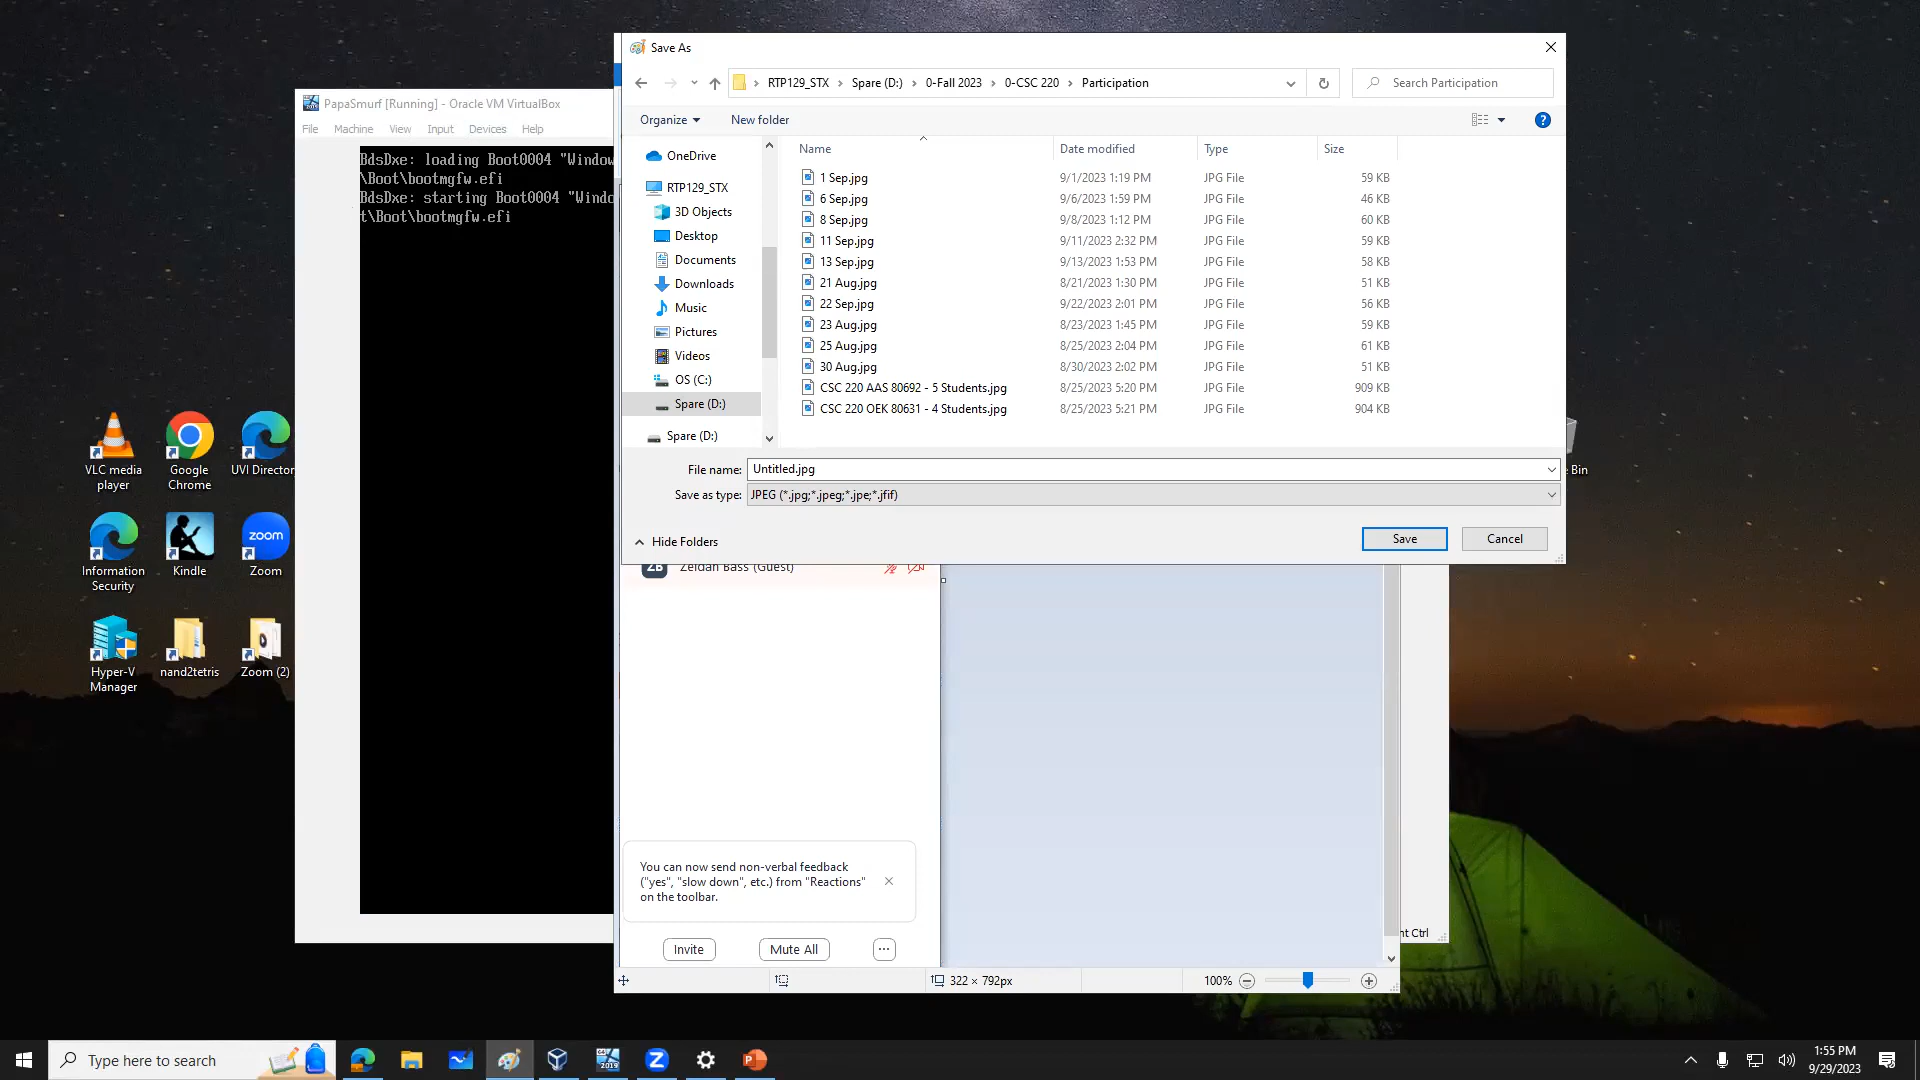 Save As
RTP129_STX
Spare (D:)
0-Fall 2023
0-CSC 220
Participation
Search Participation
Organize
New folder
OneDrive
RTP129_STX
3D Objects
Desktop
Documents
Downloads
Music
Pictures
Videos
OS (C:)
Spare (D:)
Spare (D:)
Name Date modified Type Size
1 Sep.jpg 9/1/2023 1:19 PM JPG File 59 KB
6 Sep.jpg 9/6/2023 1:59 PM JPG File 46 KB
8 Sep.jpg 9/8/2023 1:12 PM JPG File 60 KB
11 Sep.jpg 9/11/2023 2:32 PM JPG File 59 KB
13 Sep.jpg 9/13/2023 1:53 PM JPG File 58 KB
21 Aug.jpg 8/21/2023 1:30 PM JPG File 51 KB
22 Sep.jpg 9/22/2023 2:01 PM JPG File 56 KB
23 Aug.jpg 8/23/2023 1:45 PM JPG File 59 KB
25 Aug.jpg 8/25/2023 2:04 PM JPG File 61 KB
30 Aug.jpg 8/30/2023 2:02 PM JPG File 51 KB
CSC 220 AAS 80692 - 5 Students.jpg 8/25/2023 5:20 PM JPG File 909 KB
CSC 220 OEK 80631 - 4 Students.jpg 8/25/2023 5:21 PM JPG File 904 KB
File name: Untitled.jpg
Save as type: JPEG (*.jpg;*.jpeg;*.jpe;*.jfif)
Hide Folders
Save
Cancel
PapaSmurf [Running] - Oracle VM VirtualBox
File Machine View Input Devices Help
BdsDxe: loading Boot0004 "Window
\Boot\bootmgfw.efi
BdsDxe: starting Boot0004 "Windo
t\Boot\bootmgfw.efi
ZB Zeidan Bass (Guest)
You can now send non-verbal feedback
("yes", "slow down", etc.) from "Reactions"
on the toolbar.
Invite
Mute All
...
322 × 792px
100%
nt Ctrl
VLC media
player
Google
Chrome
UVI Director
Information
Security
Kindle
zoom
Zoom
Hyper-V
Manager
nand2tetris
Zoom (2)
Bin
Type here to search
2019
1:55 PM
9/29/2023